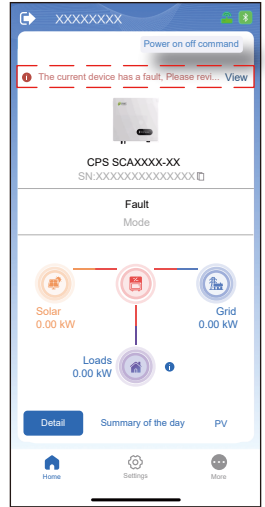 XXXXXXXX
Power on off command
The current device has a fault, Please revi... View
CPS SCAXXXX-XX
SN:XXXXXXXXXXXXXX
Fault
Mode
Solar
0.00 kW
Grid
0.00 kW
Loads
0.00 kW
Detail Summary of the day PV
Home Settings More